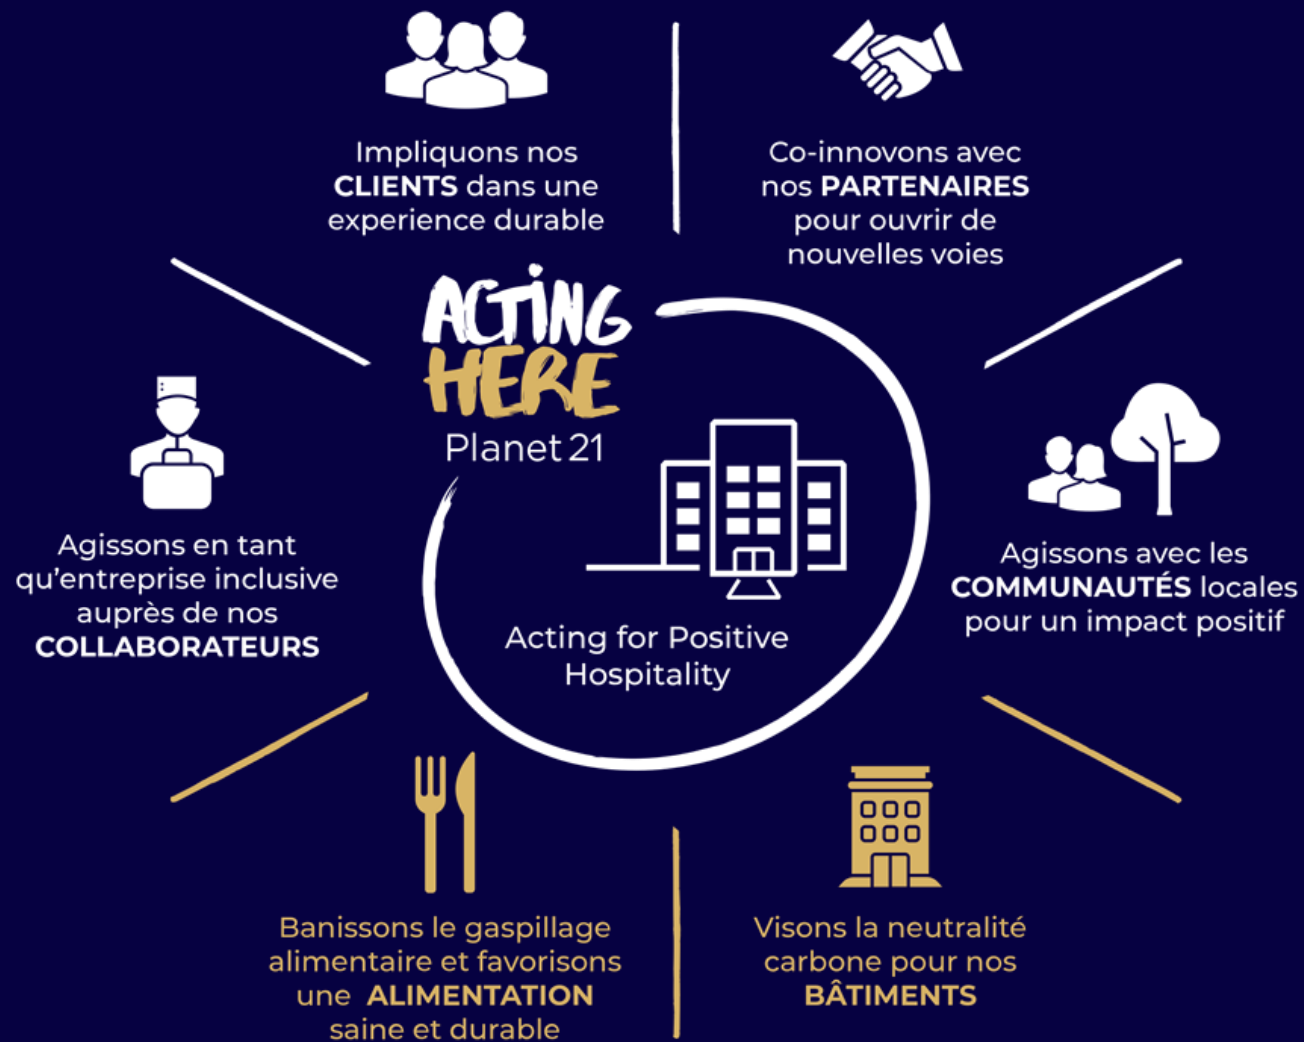 Impliquons nos
CLIENTS dans une
experience durable
Co-innovons avec
nos PARTENAIRES
pour ouvrir de
nouvelles voies
ACTING
HERE
Planet 21
Acting for Positive
Hospitality
Agissons en tant
qu'entreprise inclusive
auprès de nos
COLLABORATEURS
Agissons avec les
COMMUNAUTÉS locales
pour un impact positif
Banissons le gaspillage
alimentaire et favorisons
une ALIMENTATION
saine et durable
Visons la neutralité
carbone pour nos
BÂTIMENTS